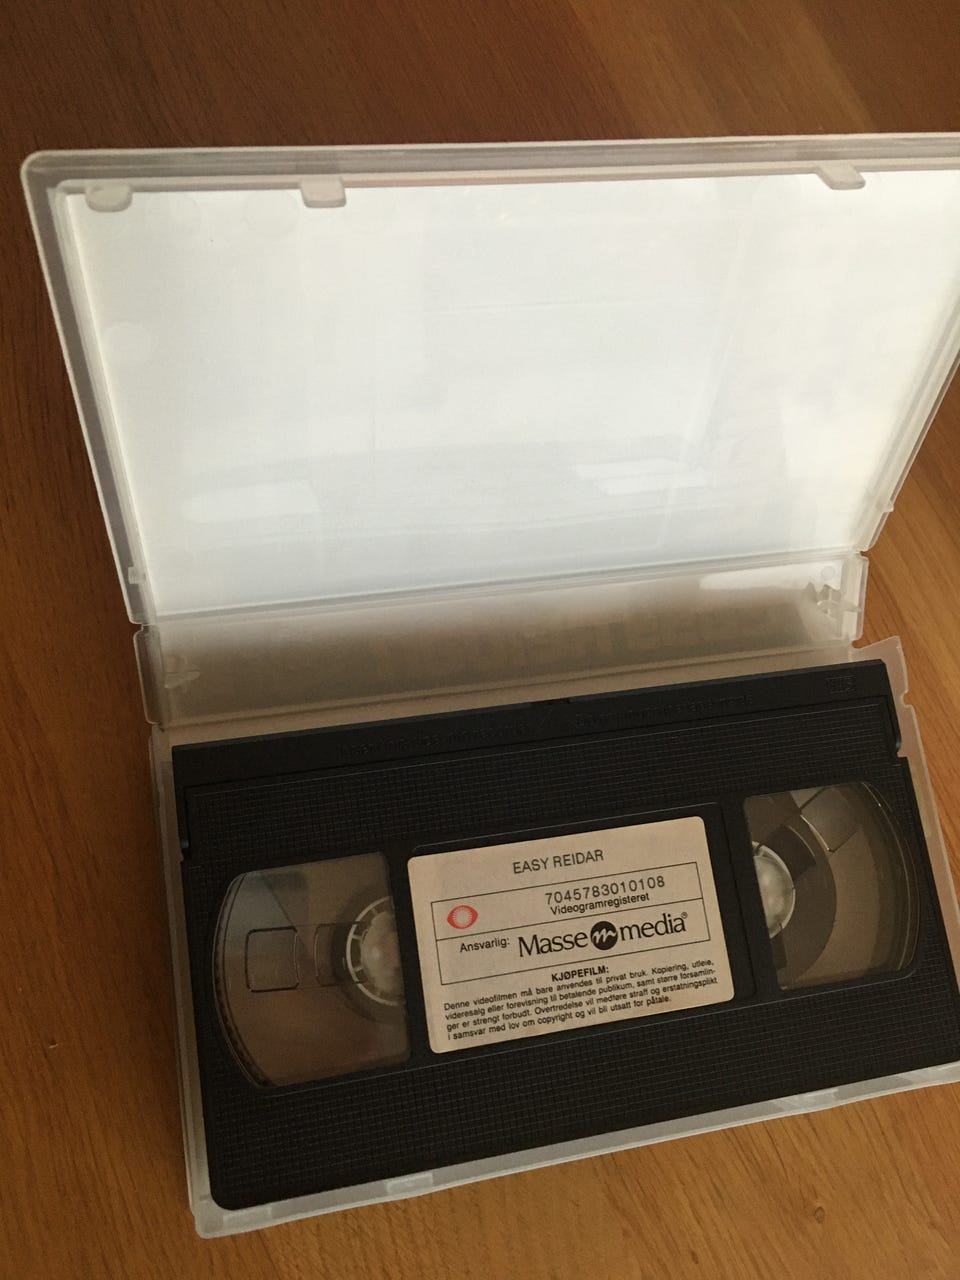 EASY REIDAR
7045783010108
Videogramregisteret
Ansvarlig: Masse m media®
KJØPEFILM:
Denne videofilmen må bare anvendes til privat bruk. Kopiering, utleie,
videresalg eller forevisning til betalende publikum, samt større forsamlin-
ger er strengt forbudt. Overtredelse vil medføre straff og erstatningsplikt
i samsvar med lov om copyright og vil bli utsatt for påtale.